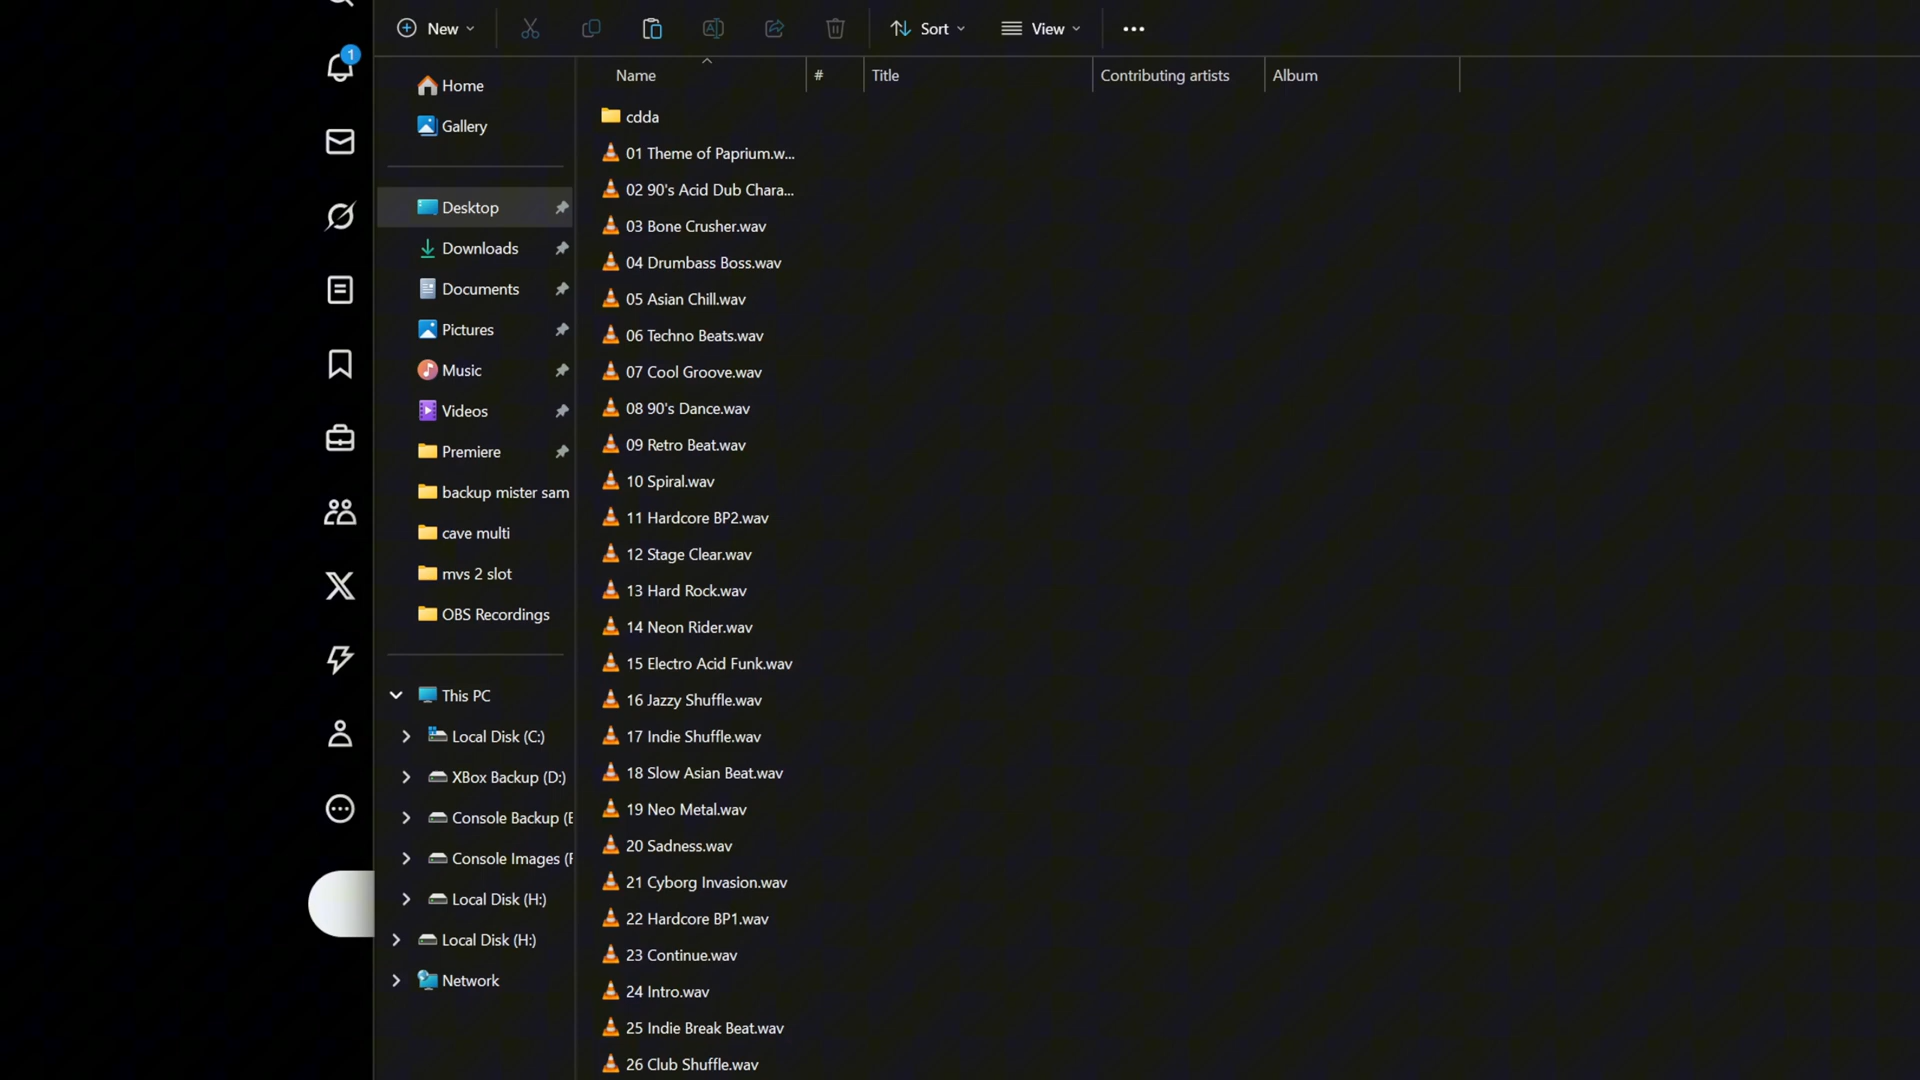 New
Sort
View
1
Home
Gallery
Desktop
Downloads
Documents
Pictures
Music
Videos
Premiere
backup mister sam
cave multi
mvs 2 slot
OBS Recordings
This PC
Local Disk (C:)
XBox Backup (D:)
Console Backup (E
Console Images (F
Local Disk (H:)
Local Disk (H:)
Network
Name
#
Title
Contributing artists
Album
cdda
01 Theme of Paprium.w...
02 90's Acid Dub Chara...
03 Bone Crusher.wav
04 Drumbass Boss.wav
05 Asian Chill.wav
06 Techno Beats.wav
07 Cool Groove.wav
08 90's Dance.wav
09 Retro Beat.wav
10 Spiral.wav
11 Hardcore BP2.wav
12 Stage Clear.wav
13 Hard Rock.wav
14 Neon Rider.wav
15 Electro Acid Funk.wav
16 Jazzy Shuffle.wav
17 Indie Shuffle.wav
18 Slow Asian Beat.wav
19 Neo Metal.wav
20 Sadness.wav
21 Cyborg Invasion.wav
22 Hardcore BP1.wav
23 Continue.wav
24 Intro.wav
25 Indie Break Beat.wav
26 Club Shuffle.wav